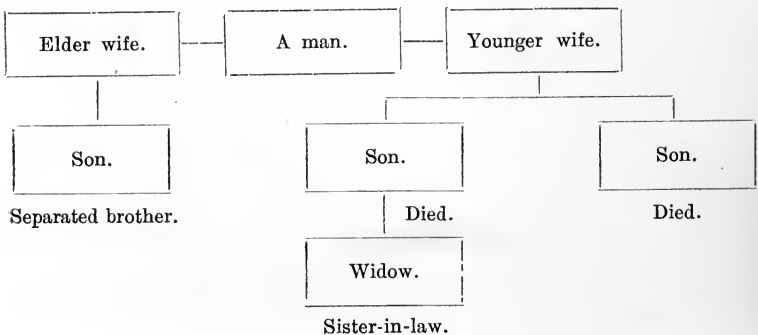 Elder wife. A man. Younger wife.
Son. Son. Son.
Separated brother. Died. Died.
Widow.
Sister-in-law.